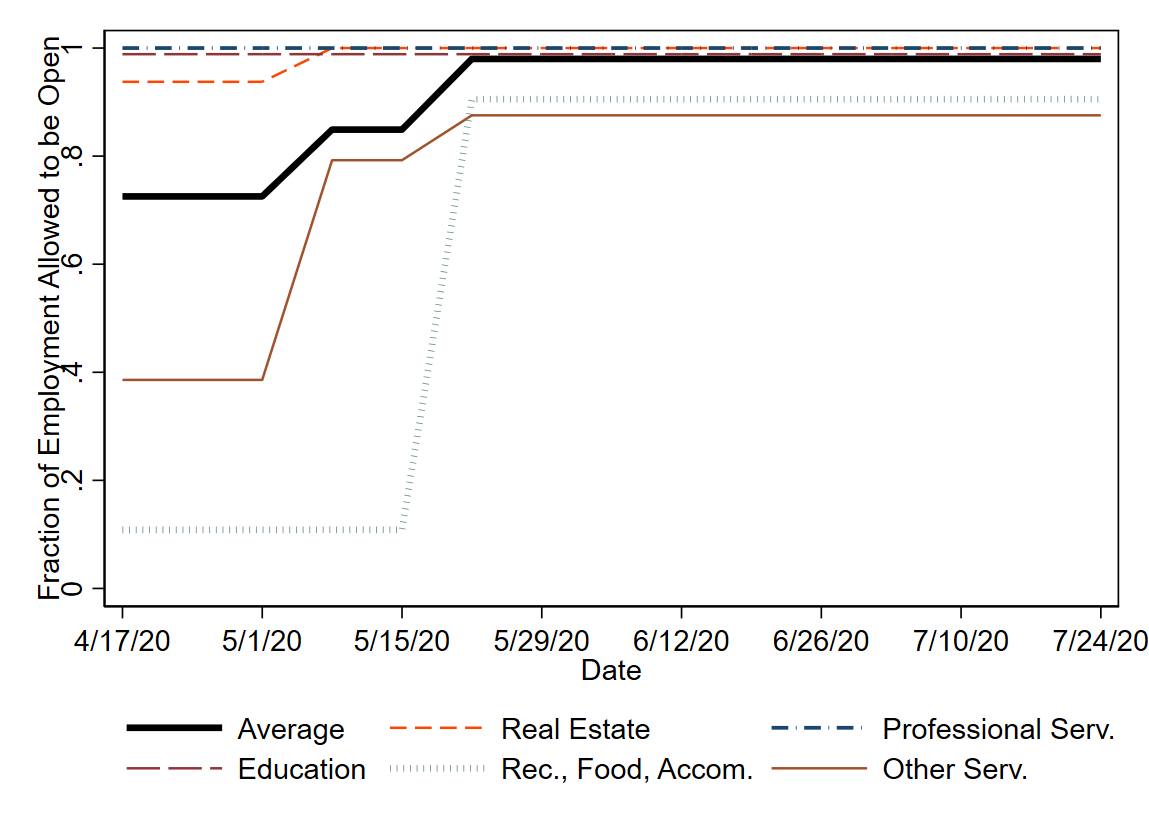 Fraction of Employment Allowed to be Open
1
.8
.6
.4
.2
0
4/17/20 5/1/20 5/15/20 5/29/20 6/12/20 6/26/20 7/10/20 7/24/20
Date
Average Real Estate Professional Serv.
Education Rec., Food, Accom. Other Serv.